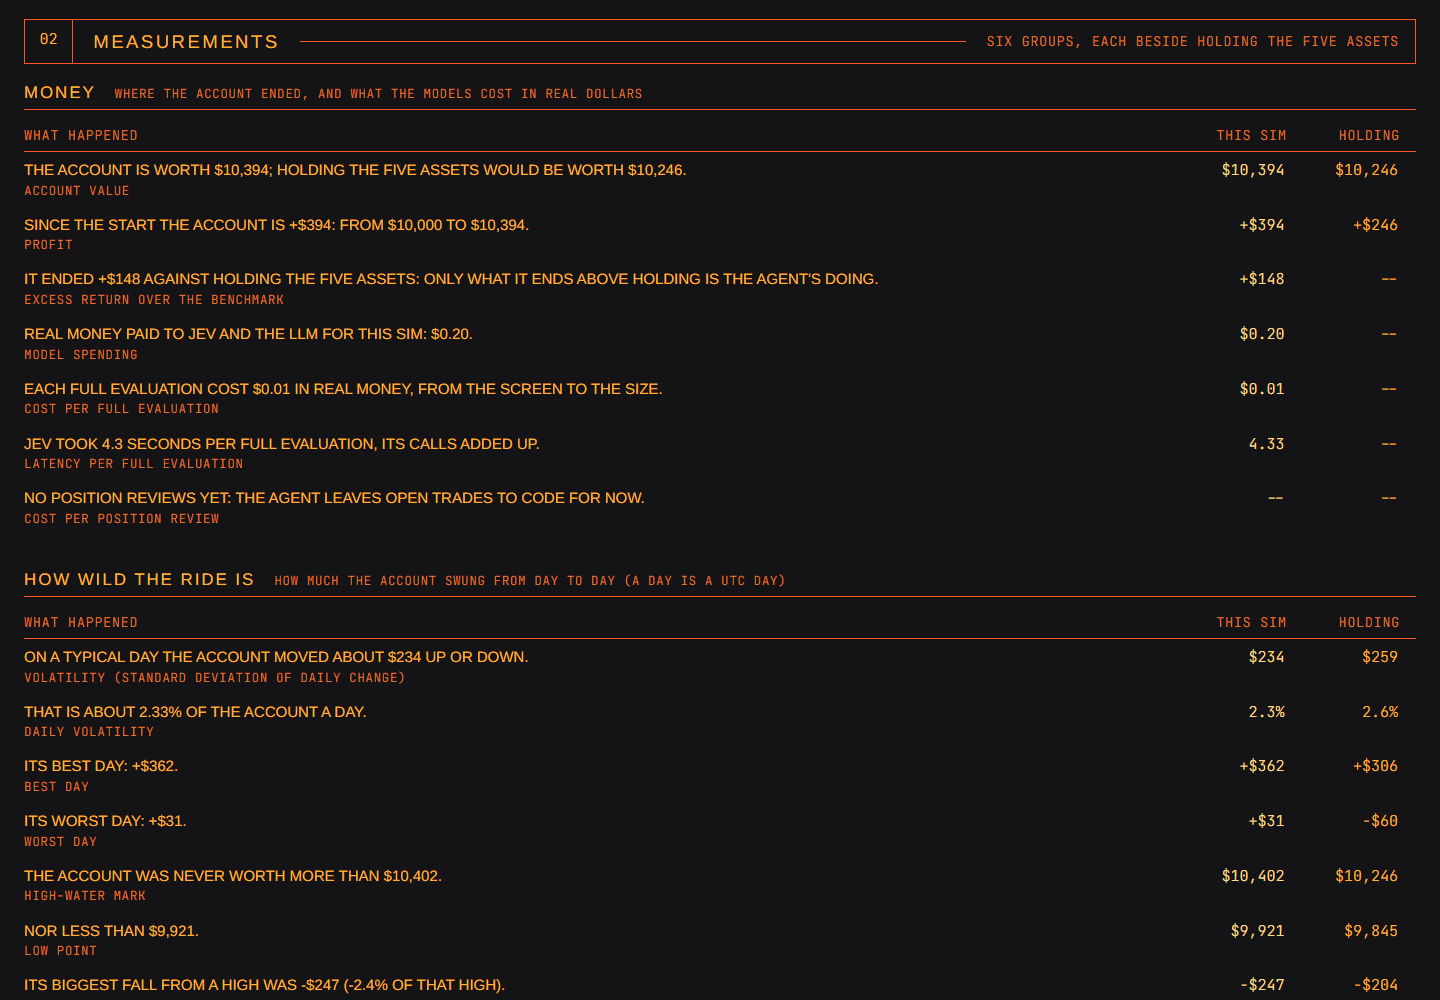 02 MEASUREMENTS SIX GROUPS, EACH BESIDE HOLDING THE FIVE ASSETS
MONEY WHERE THE ACCOUNT ENDED, AND WHAT THE MODELS COST IN REAL DOLLARS
WHAT HAPPENED THIS SIM HOLDING
THE ACCOUNT IS WORTH $10,394; HOLDING THE FIVE ASSETS WOULD BE WORTH $10,246. $10,394 $10,246
ACCOUNT VALUE
SINCE THE START THE ACCOUNT IS +$394: FROM $10,000 TO $10,394. +$394 +$246
PROFIT
IT ENDED +$148 AGAINST HOLDING THE FIVE ASSETS: ONLY WHAT IT ENDS ABOVE HOLDING IS THE AGENT'S DOING. +$148 --
EXCESS RETURN OVER THE BENCHMARK
REAL MONEY PAID TO JEV AND THE LLM FOR THIS SIM: $0.20. $0.20 --
MODEL SPENDING
EACH FULL EVALUATION COST $0.01 IN REAL MONEY, FROM THE SCREEN TO THE SIZE. $0.01 --
COST PER FULL EVALUATION
JEV TOOK 4.3 SECONDS PER FULL EVALUATION, ITS CALLS ADDED UP. 4.33 --
LATENCY PER FULL EVALUATION
NO POSITION REVIEWS YET: THE AGENT LEAVES OPEN TRADES TO CODE FOR NOW. -- --
COST PER POSITION REVIEW
HOW WILD THE RIDE IS HOW MUCH THE ACCOUNT SWUNG FROM DAY TO DAY (A DAY IS A UTC DAY)
WHAT HAPPENED THIS SIM HOLDING
ON A TYPICAL DAY THE ACCOUNT MOVED ABOUT $234 UP OR DOWN. $234 $259
VOLATILITY (STANDARD DEVIATION OF DAILY CHANGE)
THAT IS ABOUT 2.33% OF THE ACCOUNT A DAY. 2.3% 2.6%
DAILY VOLATILITY
ITS BEST DAY: +$362. +$362 +$306
BEST DAY
ITS WORST DAY: +$31. +$31 -$60
WORST DAY
THE ACCOUNT WAS NEVER WORTH MORE THAN $10,402. $10,402 $10,246
HIGH-WATER MARK
NOR LESS THAN $9,921. $9,921 $9,845
LOW POINT
ITS BIGGEST FALL FROM A HIGH WAS -$247 (-2.4% OF THAT HIGH). -$247 -$204